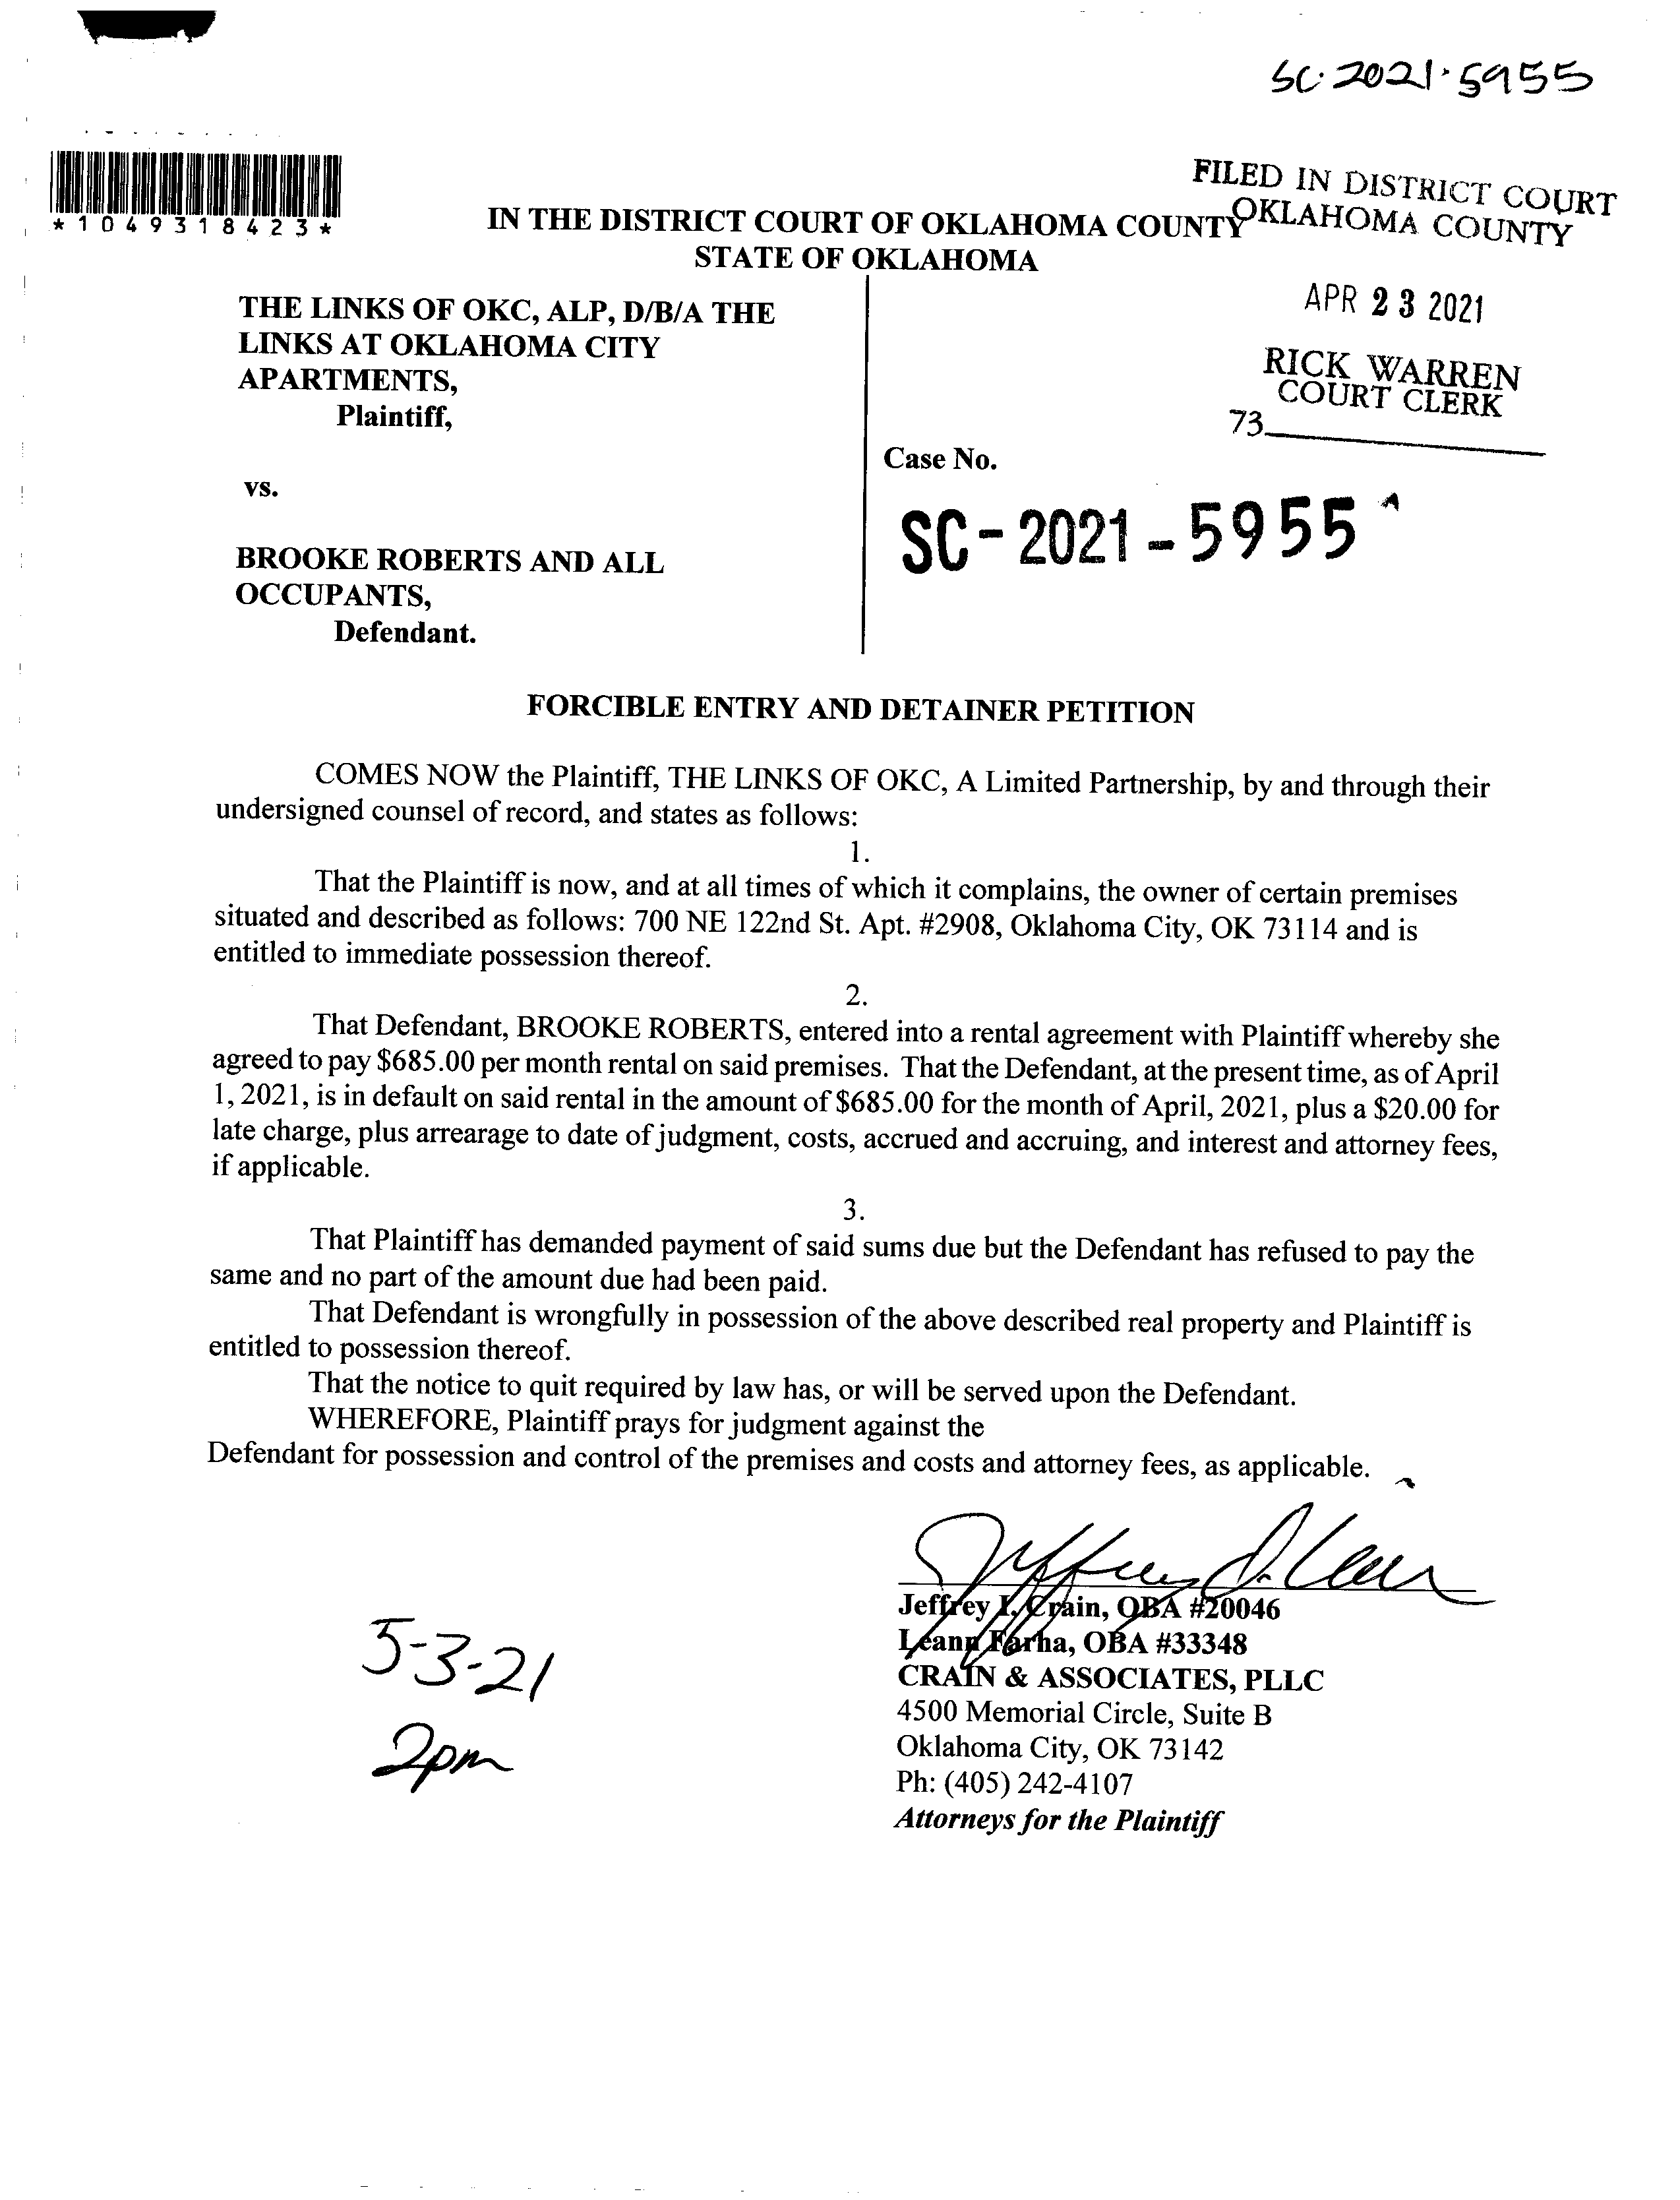 SC-2021-5955
*1049318423*
FILED IN DISTRICT COURT
OKLAHOMA COUNTY
IN THE DISTRICT COURT OF OKLAHOMA COUNTY
STATE OF OKLAHOMA
APR 23 2021
RICK WARREN
COURT CLERK
73
THE LINKS OF OKC, ALP, D/B/A THE
LINKS AT OKLAHOMA CITY
APARTMENTS,
Plaintiff,
vs.
BROOKE ROBERTS AND ALL
OCCUPANTS,
Defendant.
Case No.
SC-2021-5955
FORCIBLE ENTRY AND DETAINER PETITION
COMES NOW the Plaintiff, THE LINKS OF OKC, A Limited Partnership, by and through their
undersigned counsel of record, and states as follows:
1.
That the Plaintiff is now, and at all times of which it complains, the owner of certain premises
situated and described as follows: 700 NE 122nd St. Apt. #2908, Oklahoma City, OK 73114 and is
entitled to immediate possession thereof.
2.
That Defendant, BROOKE ROBERTS, entered into a rental agreement with Plaintiff whereby she
agreed to pay $685.00 per month rental on said premises. That the Defendant, at the present time, as of April
1, 2021, is in default on said rental in the amount of $685.00 for the month of April, 2021, plus a $20.00 for
late charge, plus arrearage to date of judgment, costs, accrued and accruing, and interest and attorney fees,
if applicable.
3.
That Plaintiff has demanded payment of said sums due but the Defendant has refused to pay the
same and no part of the amount due had been paid.
That Defendant is wrongfully in possession of the above described real property and Plaintiff is
entitled to possession thereof.
That the notice to quit required by law has, or will be served upon the Defendant.
WHEREFORE, Plaintiff prays for judgment against the
Defendant for possession and control of the premises and costs and attorney fees, as applicable.
Jeffrey I. Crain, OBA #20046
Leann Farha, OBA #33348
CRAIN & ASSOCIATES, PLLC
4500 Memorial Circle, Suite B
Oklahoma City, OK 73142
Ph: (405) 242-4107
Attorneys for the Plaintiff
5-3-21
2pm